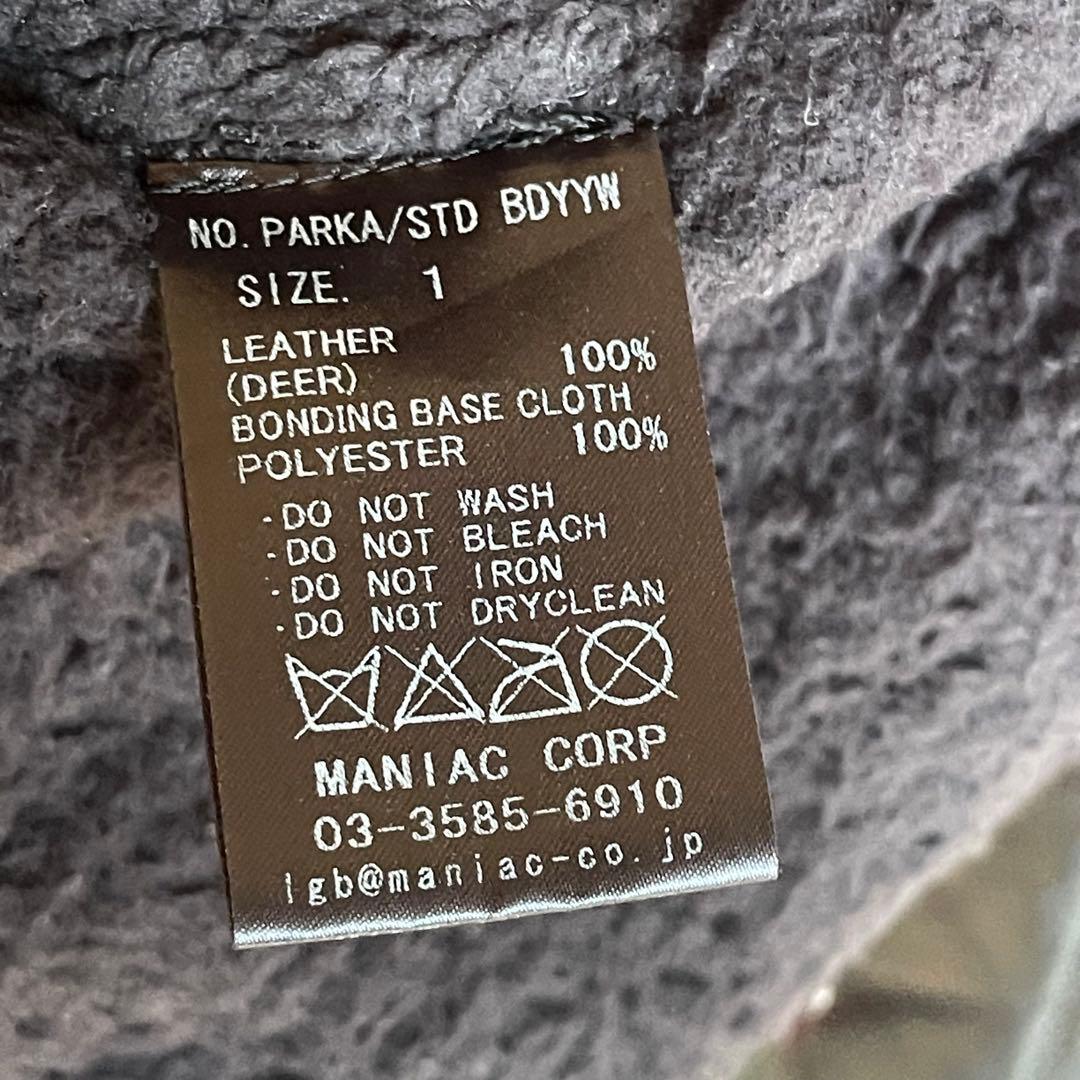 NO. PARKA/STD BDYYW
SIZE. 1
LEATHER
(DEER) 100%
BONDING BASE CLOTH
POLYESTER 100%
·DO NOT WASH
·DO NOT BLEACH
·DO NOT IRON
·DO NOT DRYCLEAN
MANIAC CORP
03-3585-6910
lgb@maniac-co.jp